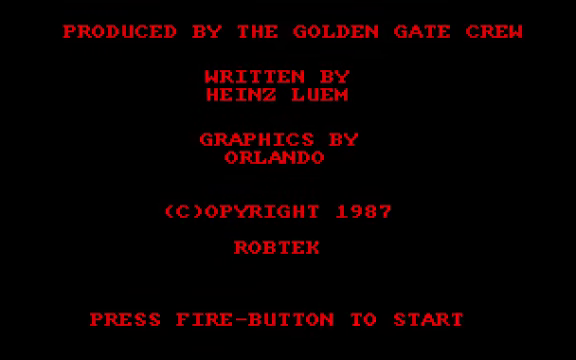 PRODUCED BY THE GOLDEN GATE CREW
WRITTEN BY
HEINZ LUEM
GRAPHICS BY
ORLANDO
(C)OPYRIGHT 1987
ROBTEK
PRESS FIRE-BUTTON TO START